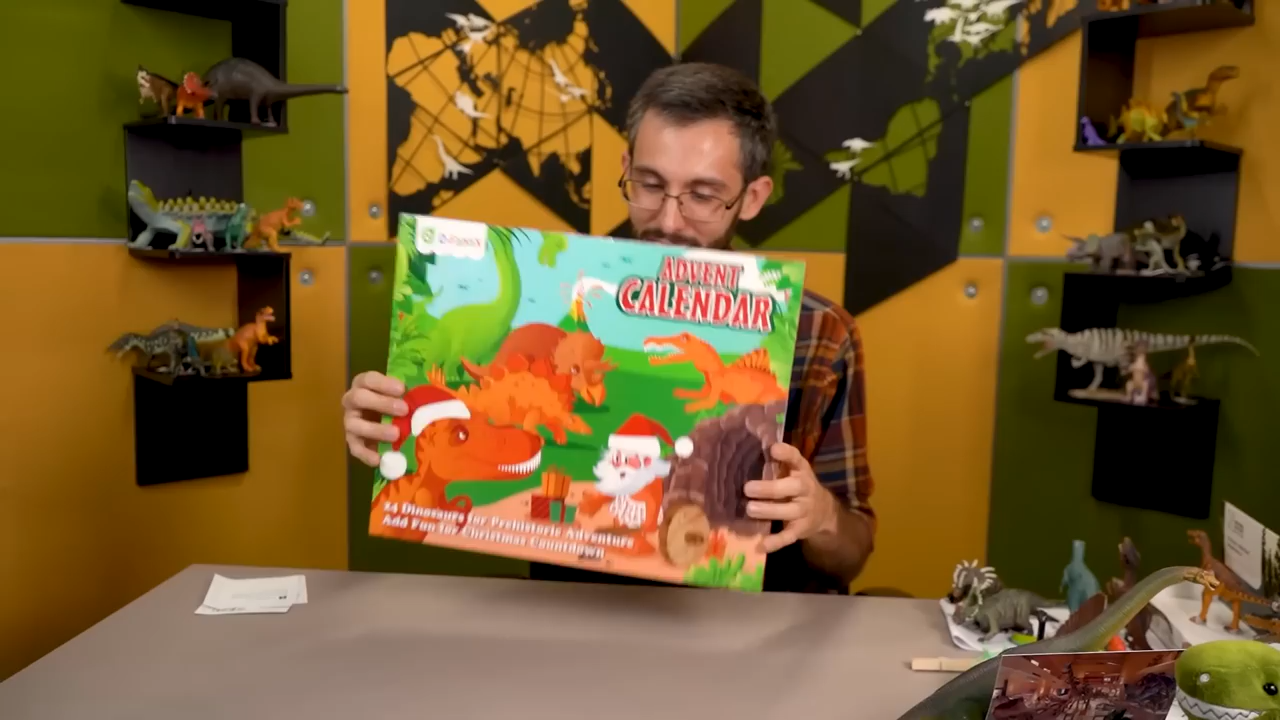 ADVENT
CALENDAR
24 Dinosaurs for Prehistoric Adventure
Add Fun for Christmas Countdown